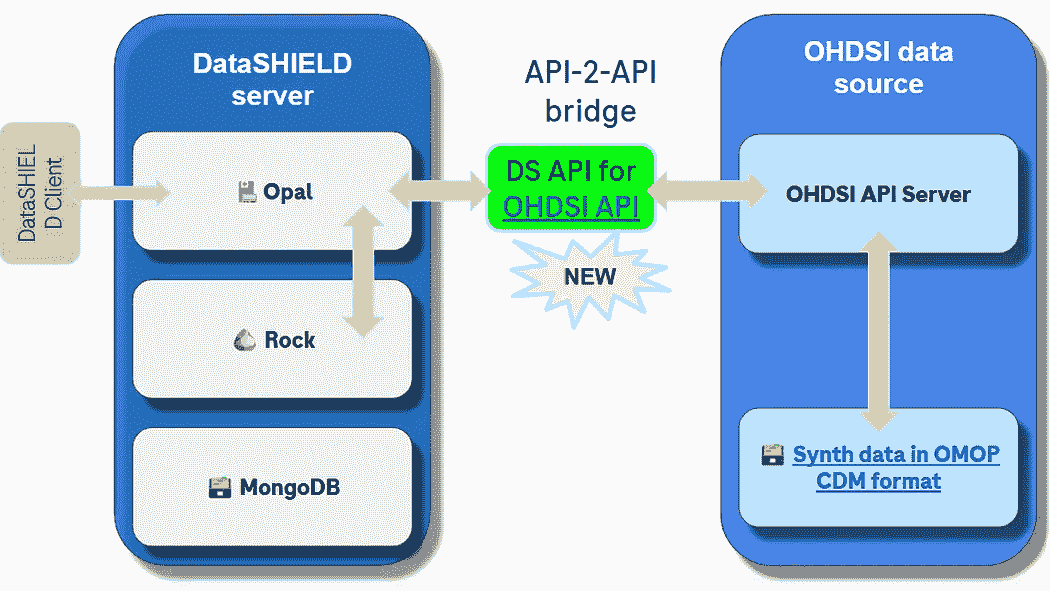 DataSHIEL
D Client
DataSHIELD
server
Opal
Rock
MongoDB
API-2-API
bridge
DS API for
OHDSI API
NEW
OHDSI data
source
OHDSI API Server
Synth data in OMOP
CDM format